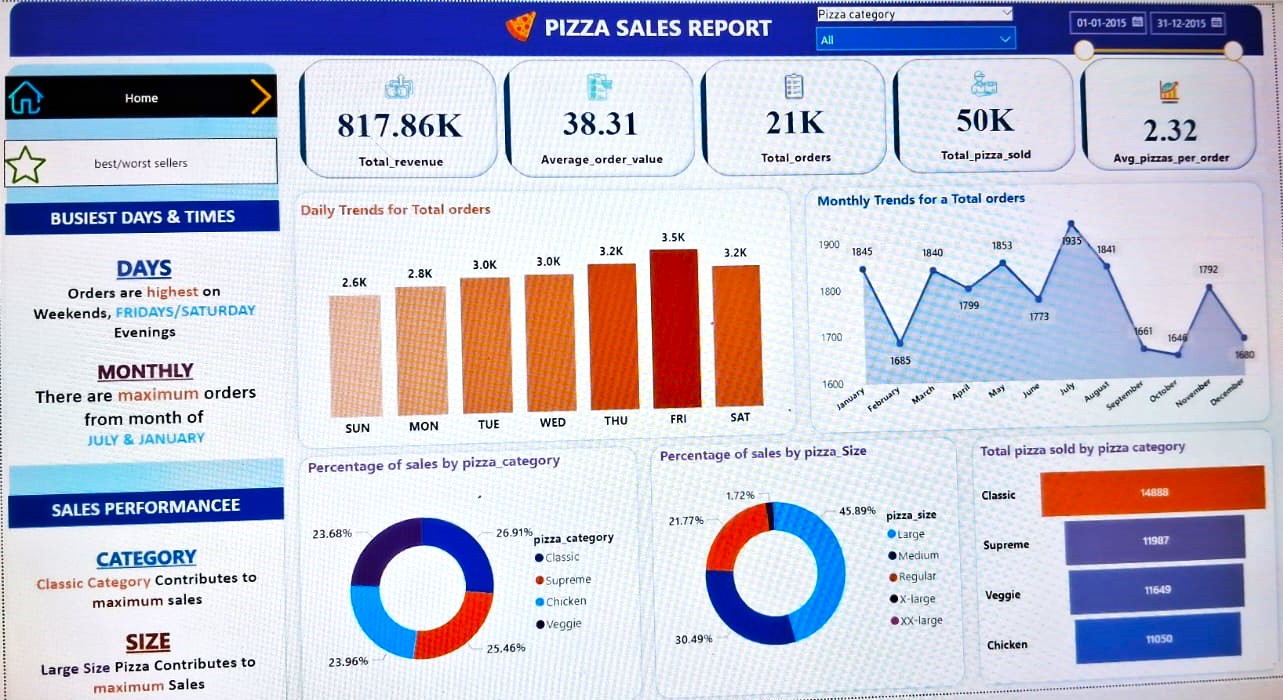 PIZZA SALES REPORT
Pizza category
All
01-01-2015
31-12-2015
Home
best/worst sellers
BUSIEST DAYS & TIMES
DAYS
Orders are highest on
Weekends, FRIDAYS/SATURDAY
Evenings
MONTHLY
There are maximum orders
from month of
JULY & JANUARY
SALES PERFORMANCEE
CATEGORY
Classic Category Contributes to
maximum sales
SIZE
Large Size Pizza Contributes to
maximum Sales
817.86K
Total_revenue
38.31
Average_order_value
21K
Total_orders
50K
Total_pizza_sold
2.32
Avg_pizzas_per_order
Daily Trends for Total orders
2.6K
2.8K
3.0K
3.0K
3.2K
3.5K
3.2K
SUN
MON
TUE
WED
THU
FRI
SAT
Monthly Trends for a Total orders
1900
1800
1700
1600
1845
1685
1840
1799
1853
1773
1935
1841
1661
1646
1792
1680
January
February
March
April
May
June
July
August
September
October
November
December
Percentage of sales by pizza_category
23.68%
26.91%
23.96%
25.46%
pizza_category
Classic
Supreme
Chicken
Veggie
Percentage of sales by pizza_Size
1.72%
21.77%
45.89%
30.49%
pizza_size
Large
Medium
Regular
X-large
XX-large
Total pizza sold by pizza category
Classic
14888
Supreme
11987
Veggie
11649
Chicken
11050